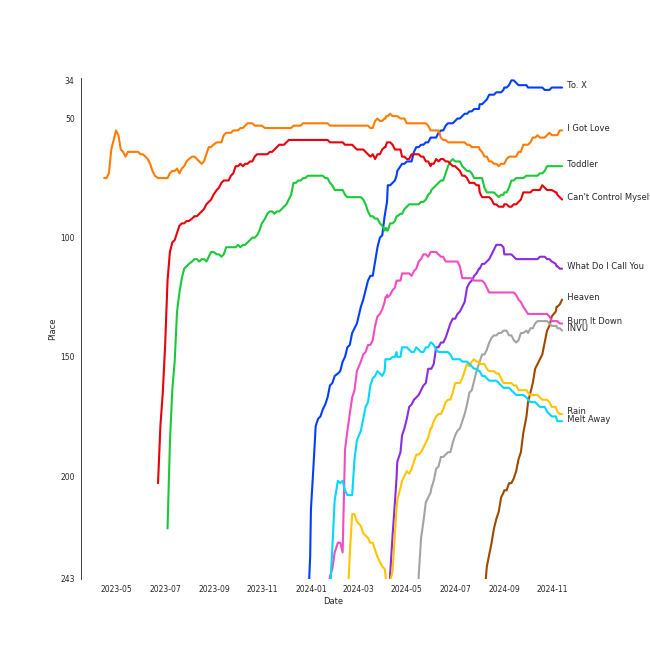 34
To. X
50
I Got Love
Toddler
Can't Control Mysel
100
What Do I Call You
Heaven
Burn It Down
INVU
150
Rain
Melt Away
200
243
Place
2023-05 2023-07 2023-09 2023-11 2024-01 2024-03 2024-05 2024-07 2024-09 2024-11
Date